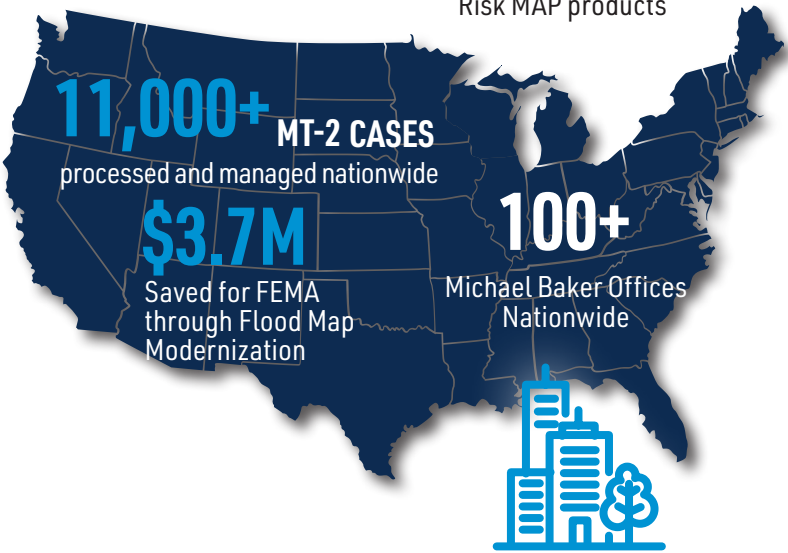 Risk MAP products
11,000+ MT-2 CASES
processed and managed nationwide
$3.7M
Saved for FEMA
through Flood Map
Modernization
100+
Michael Baker Offices
Nationwide